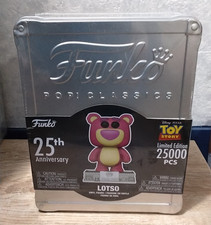 Funko
POP! CLASSICS
Funko
25th
Anniversary
Disney · PIXAR
TOY
STORY
Limited Edition
25000
PCS
LOTSO